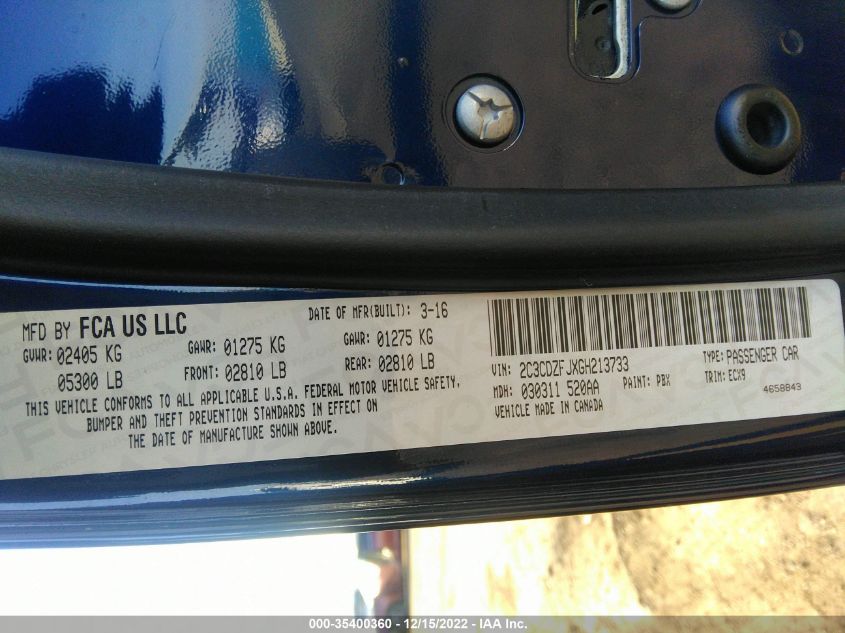 MFD BY FCA US LLC
DATE OF MFR(BUILT): 3-16
GVWR: 02405 KG
GAWR: 01275 KG
GAWR: 01275 KG
05300 LB
FRONT: 02810 LB
REAR: 02810 LB
THIS VEHICLE CONFORMS TO ALL APPLICABLE U.S.A. FEDERAL MOTOR VEHICLE SAFETY,
BUMPER AND THEFT PREVENTION STANDARDS IN EFFECT ON
THE DATE OF MANUFACTURE SHOWN ABOVE.
VIN: 2C3CDZFJXGH213733
TYPE: PASSENGER CAR
MDH: 030311 520AA
PAINT: PBX
TRIM: ECX9
VEHICLE MADE IN CANADA
4658843
000-35400360 - 12/15/2022 - IAA Inc.